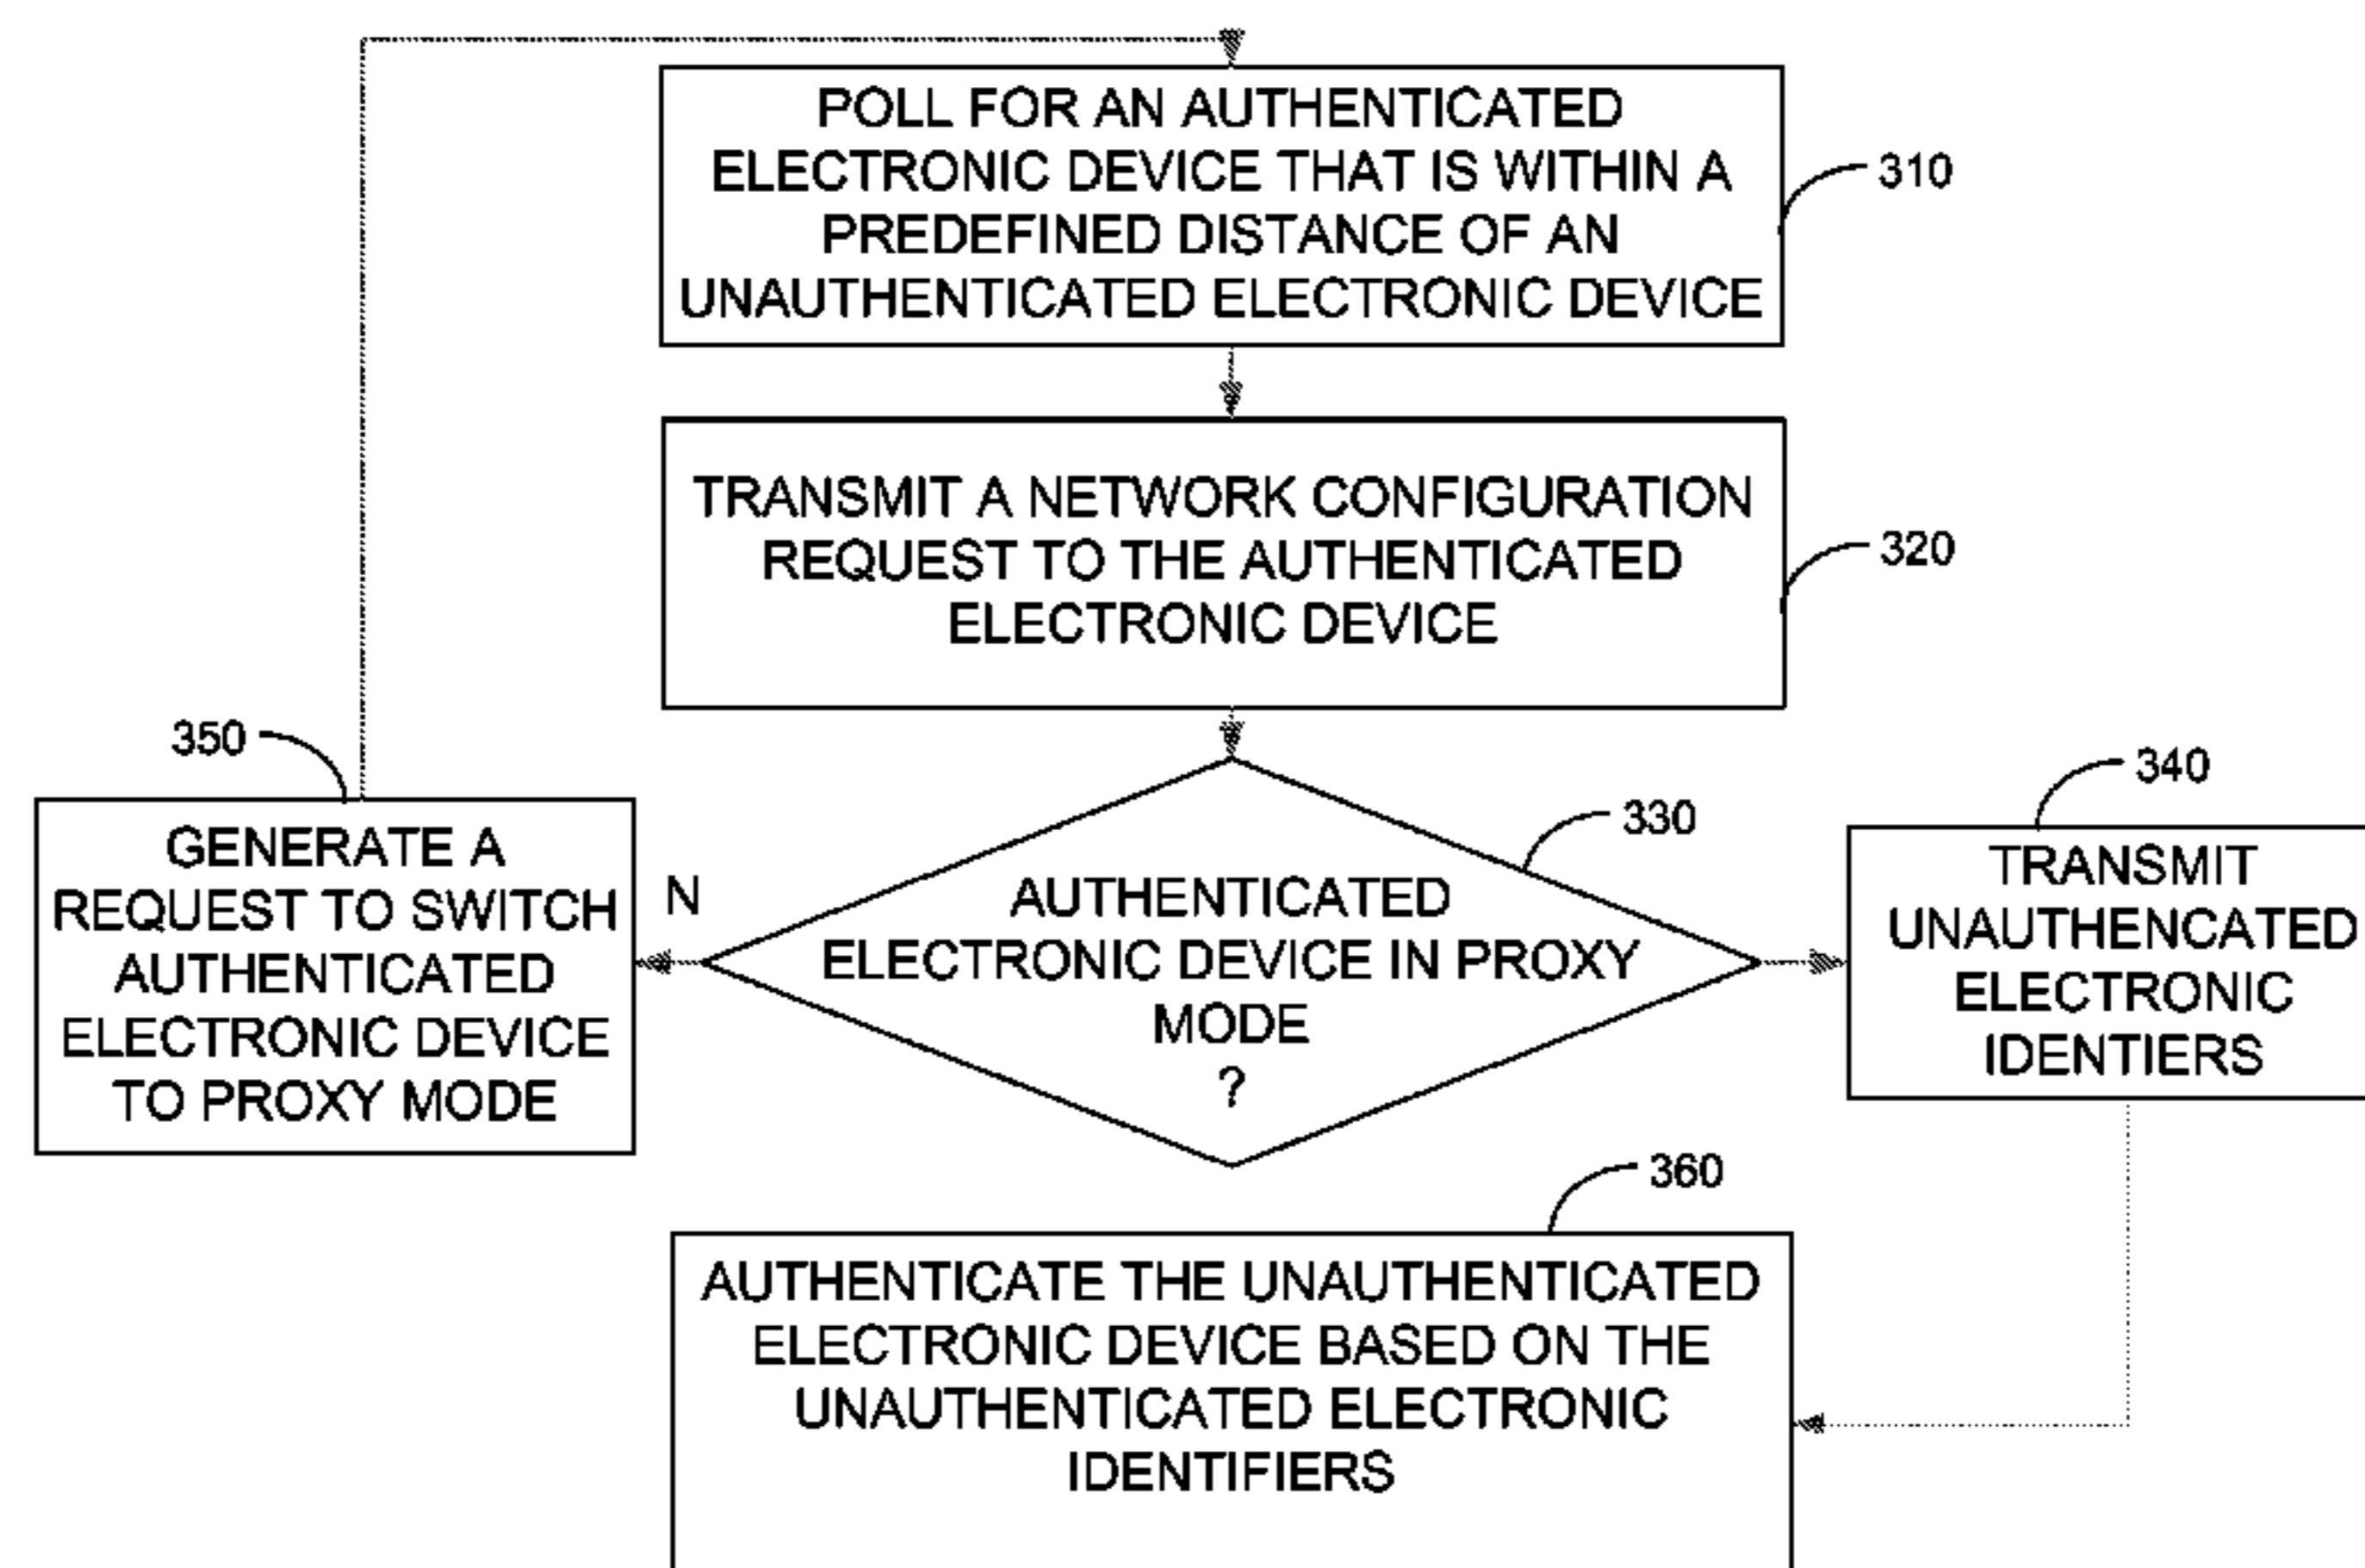 POLL FOR AN AUTHENTICATED
ELECTRONIC DEVICE THAT IS WITHIN A
PREDEFINED DISTANCE OF AN
UNAUTHENTICATED ELECTRONIC DEVICE
310
TRANSMIT A NETWORK CONFIGURATION
REQUEST TO THE AUTHENTICATED
ELECTRONIC DEVICE
320
350
GENERATE A
REQUEST TO SWITCH
AUTHENTICATED
ELECTRONIC DEVICE
TO PROXY MODE
N
330
AUTHENTICATED
ELECTRONIC DEVICE IN PROXY
MODE
?
340
TRANSMIT
UNAUTHENCATED
ELECTRONIC
IDENTIERS
360
AUTHENTICATE THE UNAUTHENTICATED
ELECTRONIC DEVICE BASED ON THE
UNAUTHENTICATED ELECTRONIC
IDENTIFIERS